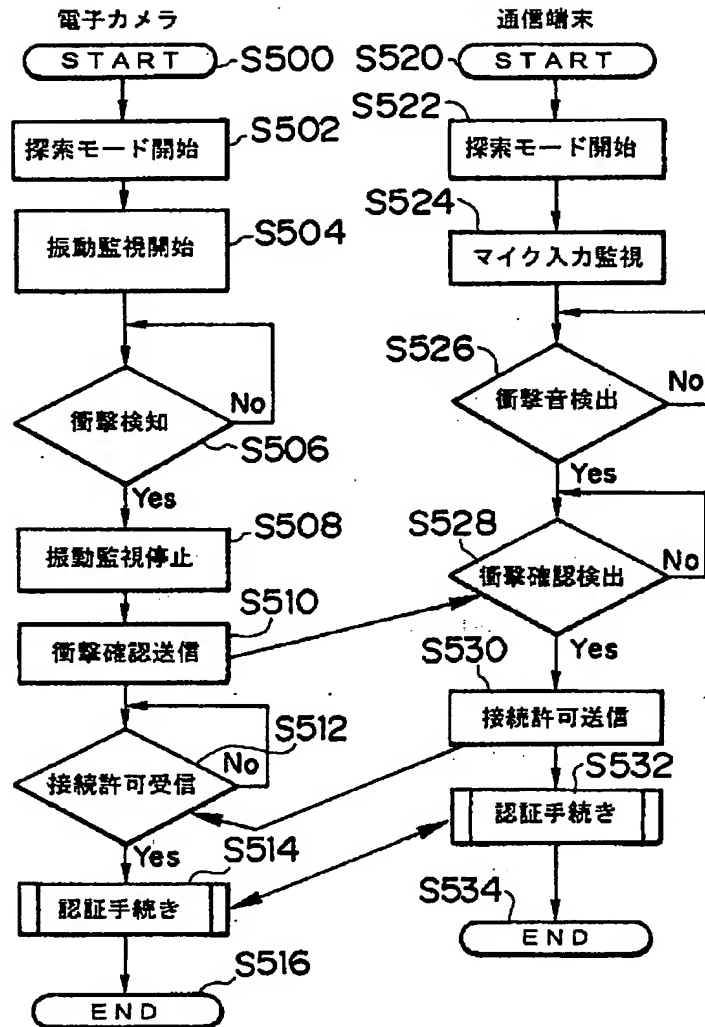 電子カメラ
START
S500
探索モード開始
S502
振動監視開始
S504
衝撃検知
No
S506
Yes
振動監視停止
S508
衝撃確認送信
S510
接続許可受信
S512
No
Yes
認証手続き
S514
END
S516
通信端末
S520
START
S522
探索モード開始
S524
マイク入力監視
S526
衝撃音検出
No
Yes
S528
衝撃確認検出
No
Yes
S530
接続許可送信
S532
認証手続き
S534
END